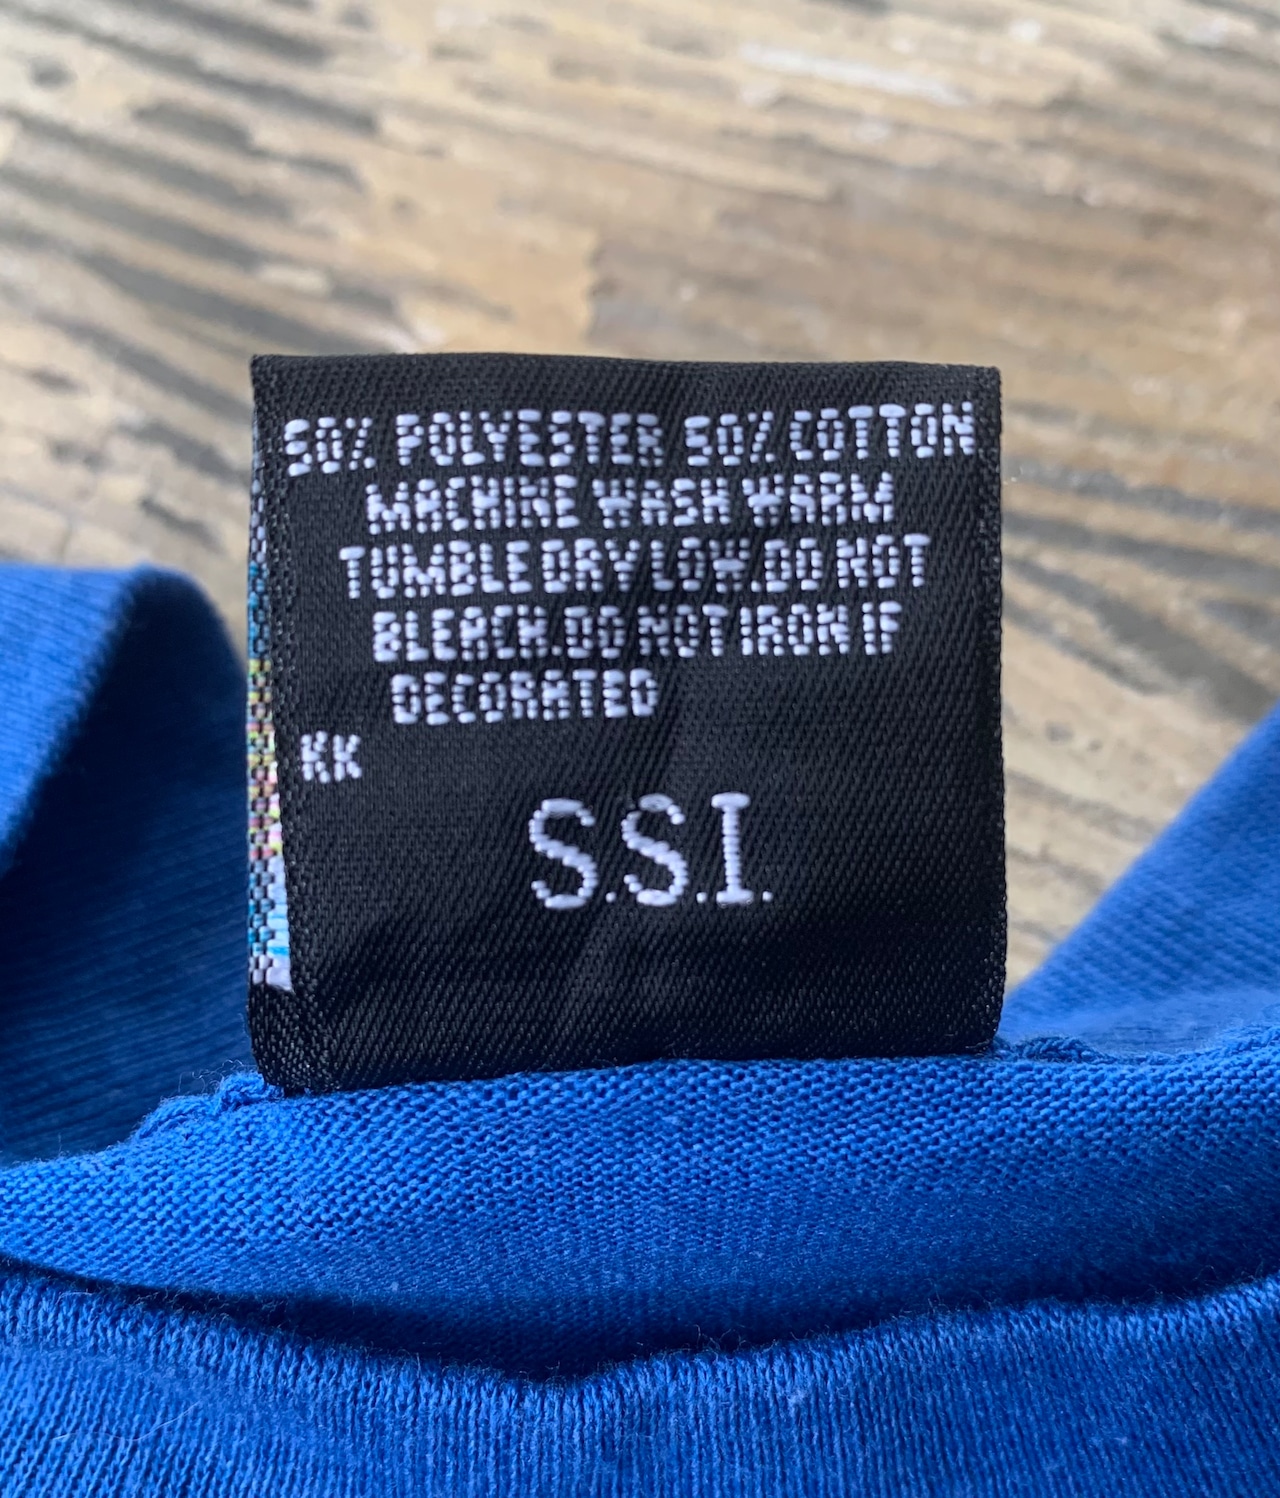 50% POLYESTER 50% COTTON
MACHINE WASH WARM
TUMBLE DRY LOW.DO NOT
BLEACH.DO NOT IRON IF
DECORATED
KK
S.S.I.